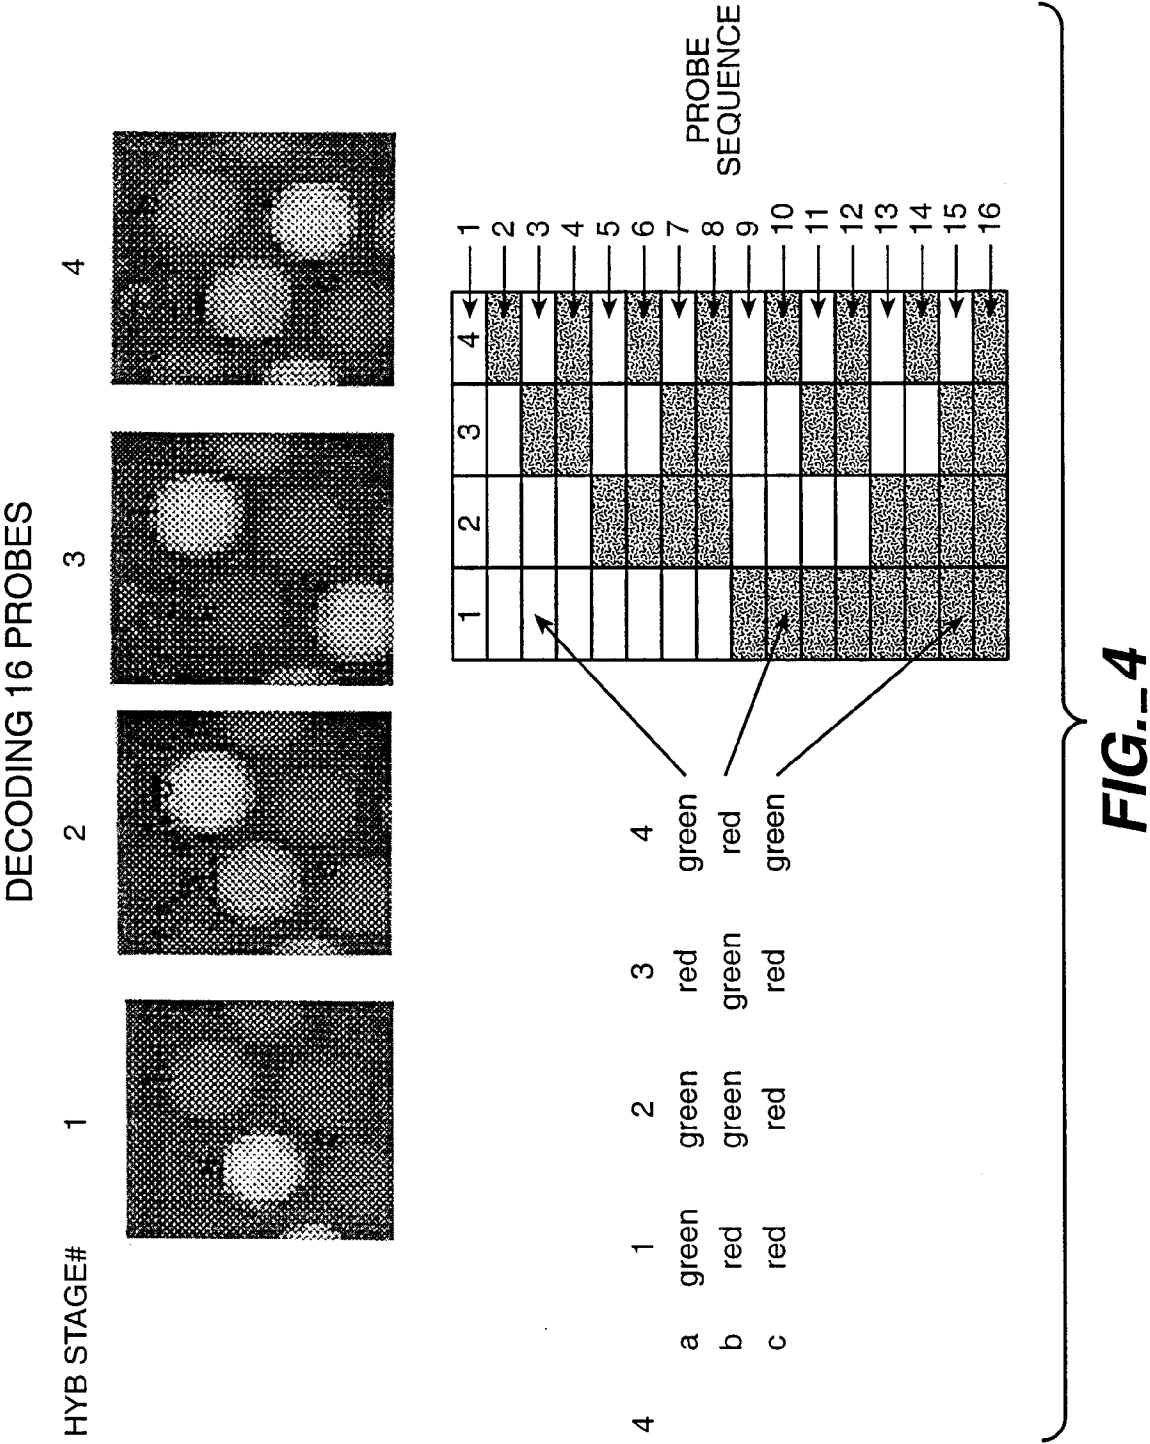 DECODING 16 PROBES
HYB STAGE# 1 2 3 4
4 1 2 3 4
a green green red green
b red green green red
c red red red green
1 2 3 4
1
2
3
4
5
6
7
8
9
10
11
12
13
14
15
16
PROBE
SEQUENCE
FIG._4